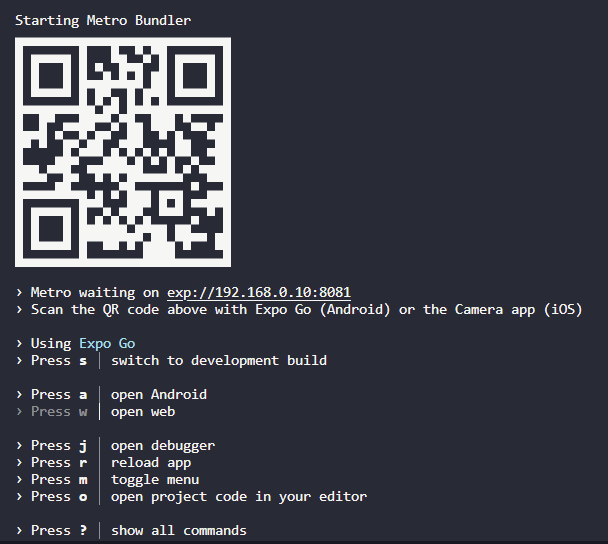 Starting Metro Bundler
› Metro waiting on exp://192.168.0.10:8081
› Scan the QR code above with Expo Go (Android) or the Camera app (iOS)
› Using Expo Go
› Press s │ switch to development build
› Press a │ open Android
› Press w │ open web
› Press j │ open debugger
› Press r │ reload app
› Press m │ toggle menu
› Press o │ open project code in your editor
› Press ? │ show all commands